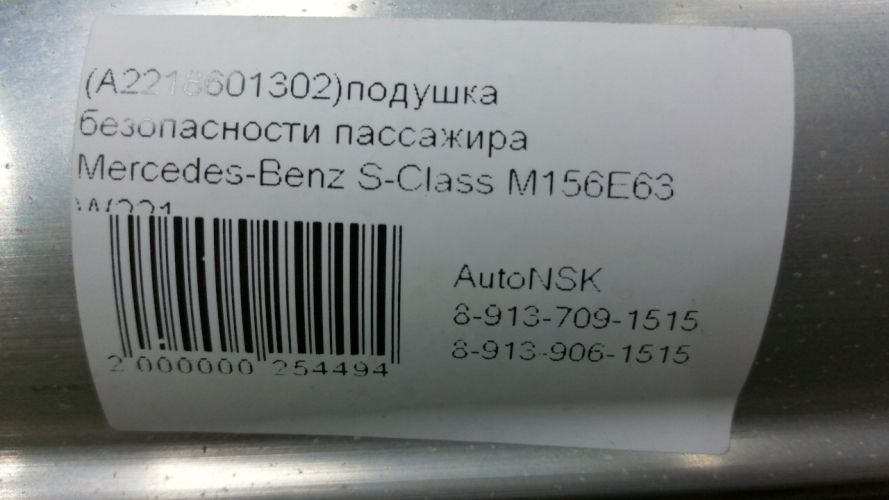 (A2218601302)подушка
безопасности пассажира
Mercedes-Benz S-Class M156E63
W221
AutoNSK
8-913-709-1515
8-913-906-1515
2 000000 254494